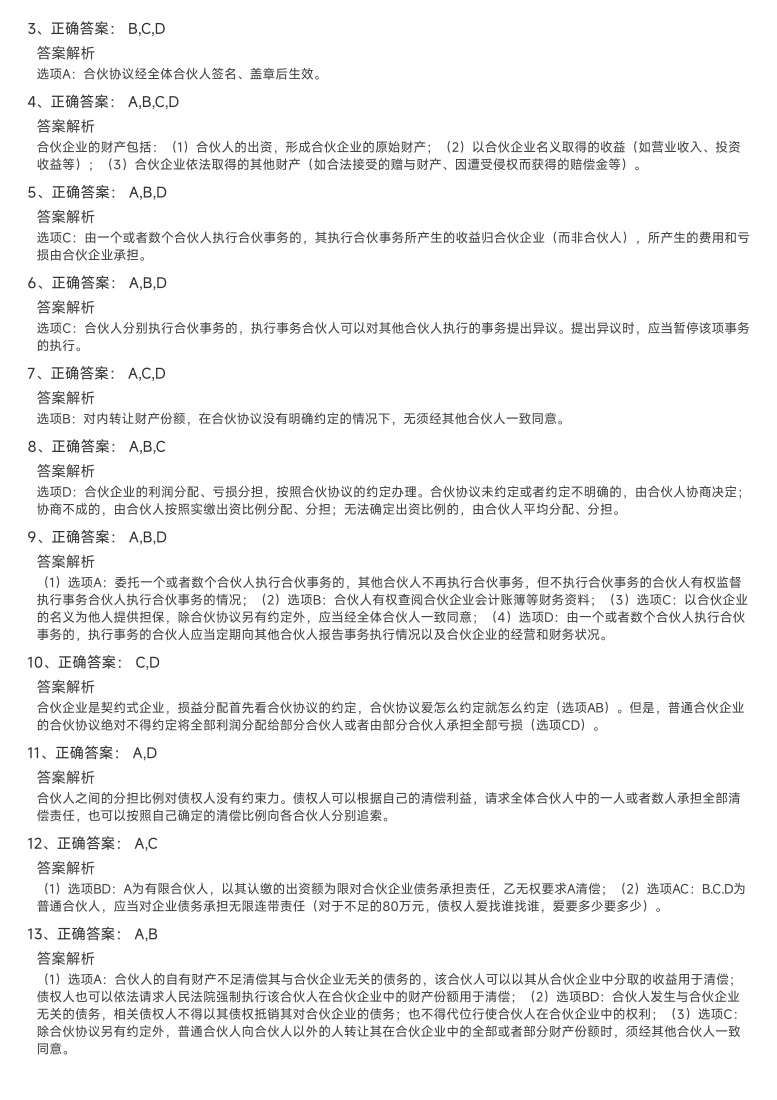 3、正确答案： B,C,D
答案解析
选项A：合伙协议经全体合伙人签名、盖章后生效。
4、正确答案： A,B,C,D
答案解析
合伙企业的财产包括：（1）合伙人的出资，形成合伙企业的原始财产；（2）以合伙企业名义取得的收益（如营业收入、投资
收益等）；（3）合伙企业依法取得的其他财产（如合法接受的赠与财产、因遭受侵权而获得的赔偿金等）。
5、正确答案： A,B,D
答案解析
选项C：由一个或者数个合伙人执行合伙事务的，其执行合伙事务所产生的收益归合伙企业（而非合伙人），所产生的费用和亏
损由合伙企业承担。
6、正确答案： A,B,D
答案解析
选项C：合伙人分别执行合伙事务的，执行事务合伙人可以对其他合伙人执行的事务提出异议。提出异议时，应当暂停该项事务
的执行。
7、正确答案： A,C,D
答案解析
选项B：对内转让财产份额，在合伙协议没有明确约定的情况下，无须经其他合伙人一致同意。
8、正确答案： A,B,C
答案解析
选项D：合伙企业的利润分配、亏损分担，按照合伙协议的约定办理。合伙协议未约定或者约定不明确的，由合伙人协商决定；
协商不成的，由合伙人按照实缴出资比例分配、分担；无法确定出资比例的，由合伙人平均分配、分担。
9、正确答案： A,B,D
答案解析
（1）选项A：委托一个或者数个合伙人执行合伙事务的，其他合伙人不再执行合伙事务，但不执行合伙事务的合伙人有权监督
执行事务合伙人执行合伙事务的情况；（2）选项B：合伙人有权查阅合伙企业会计账簿等财务资料；（3）选项C：以合伙企业
的名义为他人提供担保，除合伙协议另有约定外，应当经全体合伙人一致同意；（4）选项D：由一个或者数个合伙人执行合伙
事务的，执行事务的合伙人应当定期向其他合伙人报告事务执行情况以及合伙企业的经营和财务状况。
10、正确答案： C,D
答案解析
合伙企业是契约式企业，损益分配首先看合伙协议的约定，合伙协议爱怎么约定就怎么约定（选项AB）。但是，普通合伙企业
的合伙协议绝对不得约定将全部利润分配给部分合伙人或者由部分合伙人承担全部亏损（选项CD）。
11、正确答案： A,D
答案解析
合伙人之间的分担比例对债权人没有约束力。债权人可以根据自己的清偿利益，请求全体合伙人中的一人或者数人承担全部清
偿责任，也可以按照自己确定的清偿比例向各合伙人分别追索。
12、正确答案： A,C
答案解析
（1）选项BD：A为有限合伙人，以其认缴的出资额为限对合伙企业债务承担责任，乙无权要求A清偿；（2）选项AC：B.C.D为
普通合伙人，应当对企业债务承担无限连带责任（对于不足的80万元，债权人爱找谁找谁，爱要多少要多少）。
13、正确答案： A,B
答案解析
（1）选项A：合伙人的自有财产不足清偿其与合伙企业无关的债务的，该合伙人可以以其从合伙企业中分取的收益用于清偿；
债权人也可以依法请求人民法院强制执行该合伙人在合伙企业中的财产份额用于清偿；（2）选项BD：合伙人发生与合伙企业
无关的债务，相关债权人不得以其债权抵销其对合伙企业的债务；也不得代位行使合伙人在合伙企业中的权利；（3）选项C：
除合伙协议另有约定外，普通合伙人向合伙人以外的人转让其在合伙企业中的全部或者部分财产份额时，须经其他合伙人一致
同意。